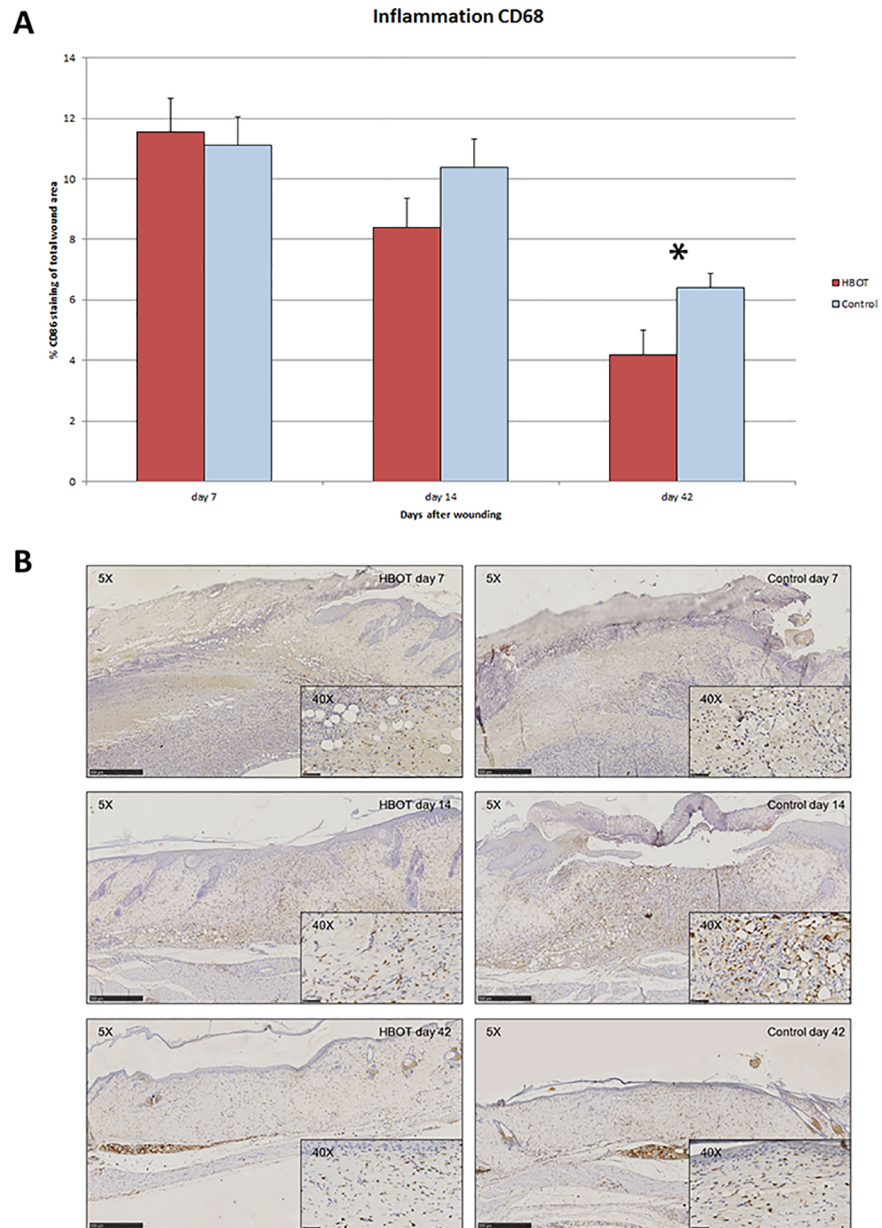 A
Inflammation CD68
14
12
10
8
6
4
2
0
% CD86 staining of total wound area
*
day 7
day 14
day 42
Days after wounding
HBOT
Control
B
5X
HBOT day 7
40X
5X
Control day 7
40X
5X
HBOT day 14
40X
5X
Control day 14
40X
5X
HBOT day 42
40X
5X
Control day 42
40X